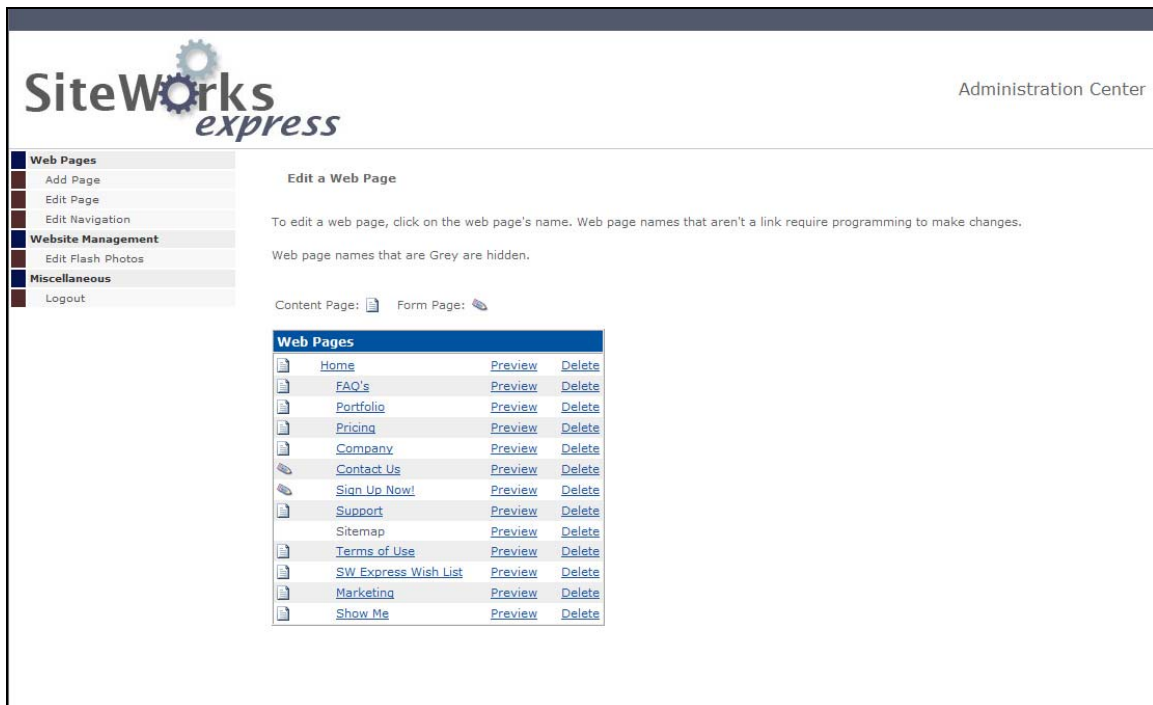 SiteWorks
express
Administration Center
Web Pages
Add Page
Edit Page
Edit Navigation
Website Management
Edit Flash Photos
Miscellaneous
Logout
Edit a Web Page
To edit a web page, click on the web page's name. Web page names that aren't a link require programming to make changes.
Web page names that are Grey are hidden.
Content Page: Form Page:
Web Pages
Home Preview Delete
FAQ's Preview Delete
Portfolio Preview Delete
Pricing Preview Delete
Company Preview Delete
Contact Us Preview Delete
Sign Up Now! Preview Delete
Support Preview Delete
Sitemap Preview Delete
Terms of Use Preview Delete
SW Express Wish List Preview Delete
Marketing Preview Delete
Show Me Preview Delete